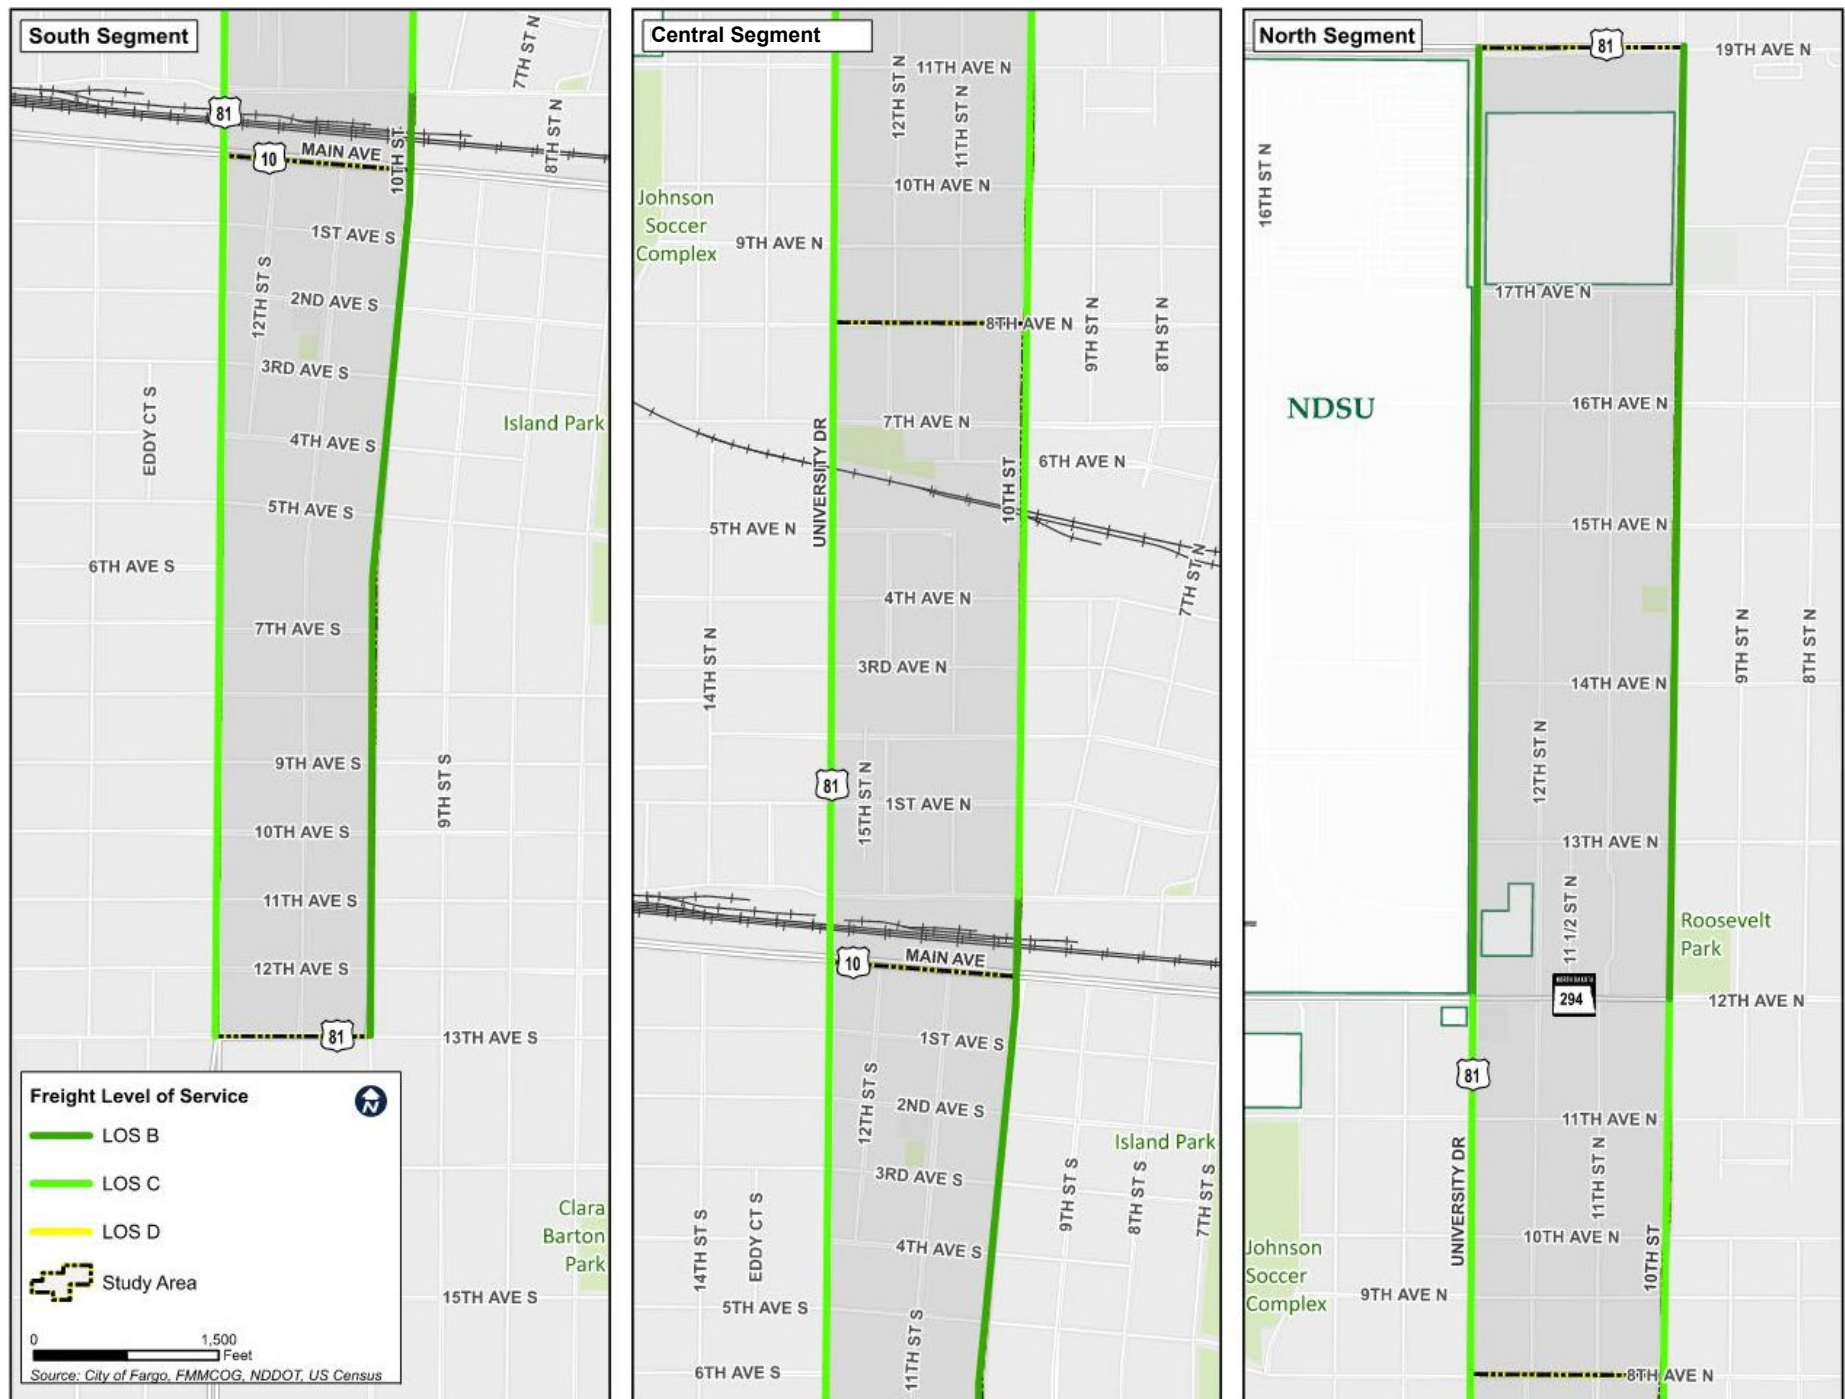 South Segment
7TH ST N
8TH ST N
81
10
MAIN AVE
10TH ST
1ST AVE S
12TH ST S
2ND AVE S
3RD AVE S
EDDY CT S
Island Park
4TH AVE S
5TH AVE S
6TH AVE S
7TH AVE S
9TH AVE S
9TH ST S
10TH AVE S
11TH AVE S
12TH AVE S
81
13TH AVE S
Freight Level of Service
N
LOS B
LOS C
LOS D
Study Area
0
1,500
Feet
Source: City of Fargo, FMMCOG, NDDOT, US Census
Clara
Barton
Park
15TH AVE S
Central Segment
12TH ST N
11TH AVE N
11TH ST N
10TH AVE N
Johnson
Soccer
Complex
9TH AVE N
8TH AVE N
9TH ST N
8TH ST N
7TH AVE N
UNIVERSITY DR
6TH AVE N
10TH ST
5TH AVE N
7TH ST N
4TH AVE N
14TH ST N
3RD AVE N
81
15TH ST N
1ST AVE N
10
MAIN AVE
1ST AVE S
12TH ST S
2ND AVE S
Island Park
3RD AVE S
9TH ST S
8TH ST S
7TH ST S
14TH ST S
EDDY CT S
4TH AVE S
5TH AVE S
11TH ST S
6TH AVE S
North Segment
81
19TH AVE N
16TH ST N
17TH AVE N
NDSU
16TH AVE N
15TH AVE N
9TH ST N
8TH ST N
14TH AVE N
12TH ST N
13TH AVE N
11 1/2 ST N
Roosevelt
Park
NORTH DAKOTA
294
12TH AVE N
81
11TH AVE N
UNIVERSITY DR
11TH ST N
10TH AVE N
10TH ST
Johnson
Soccer
Complex
9TH AVE N
8TH AVE N